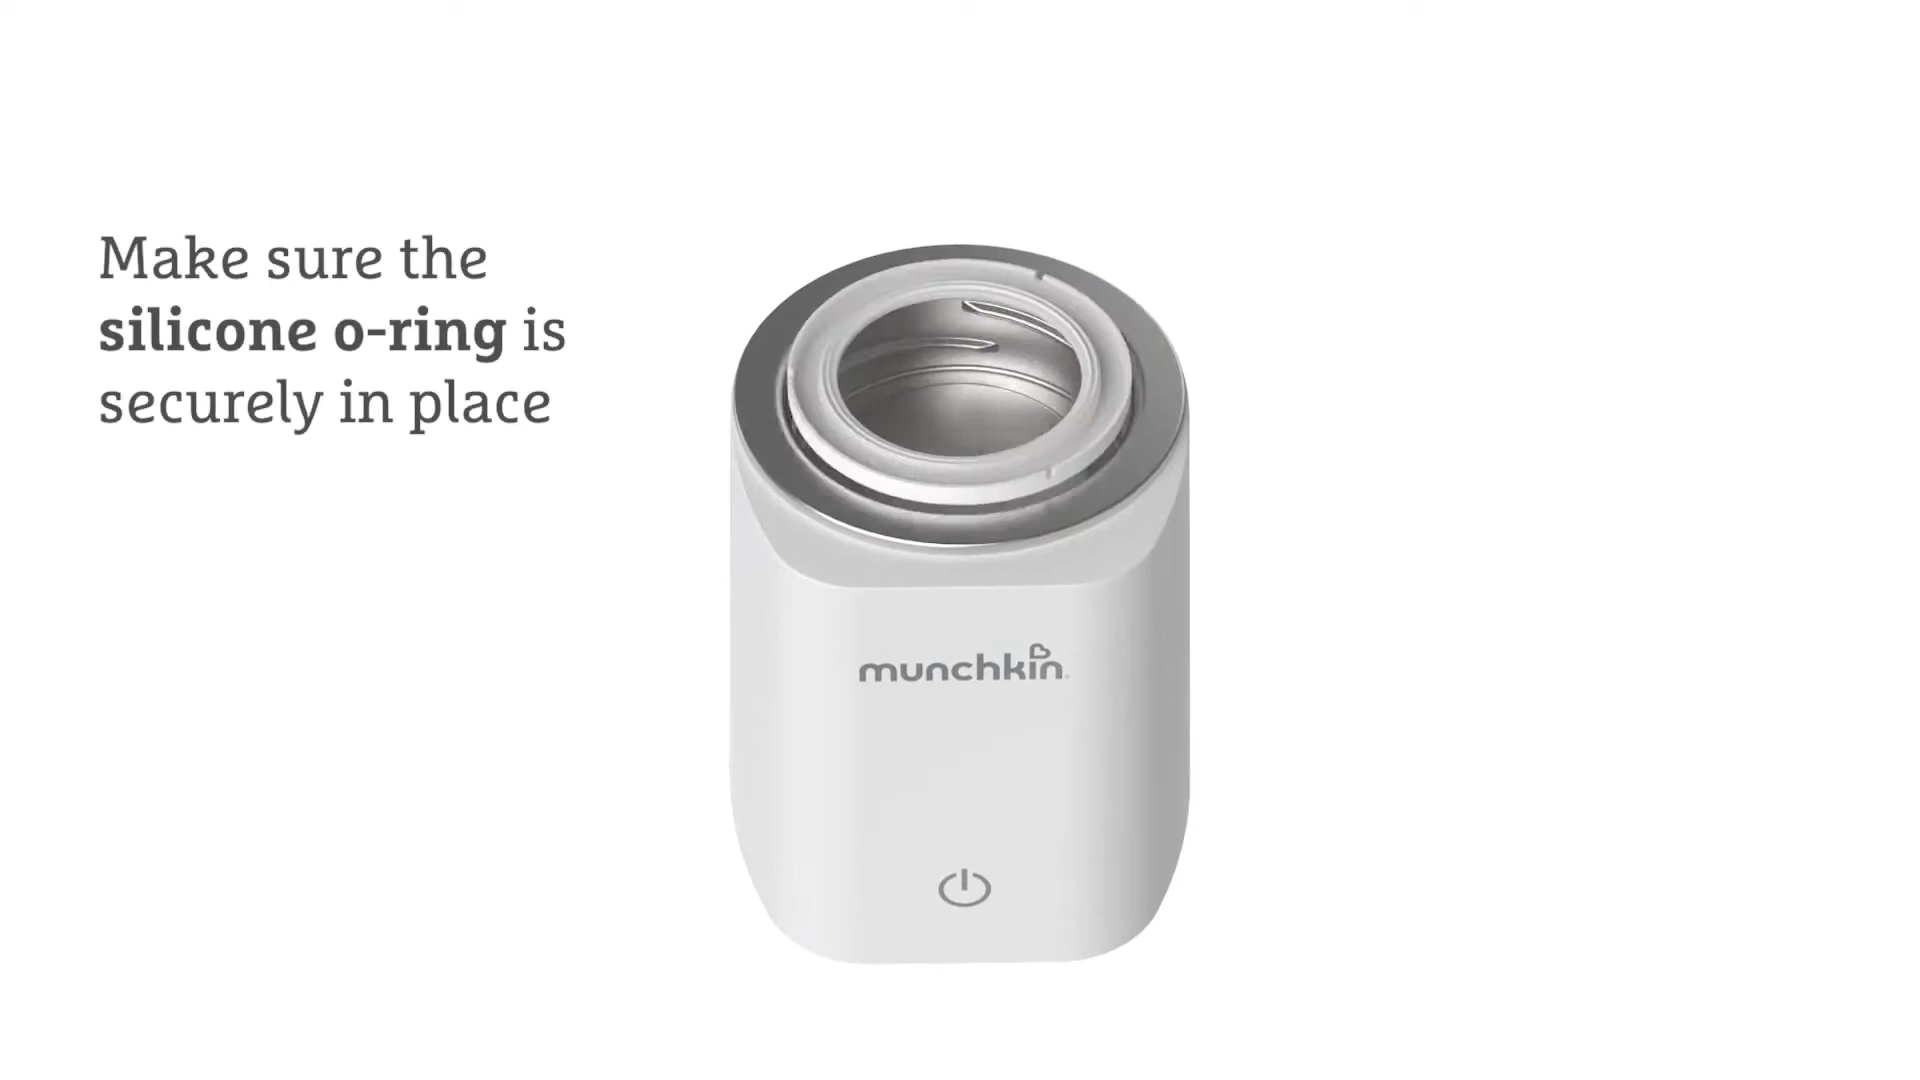 Make sure the
silicone o-ring is
securely in place
munchkin